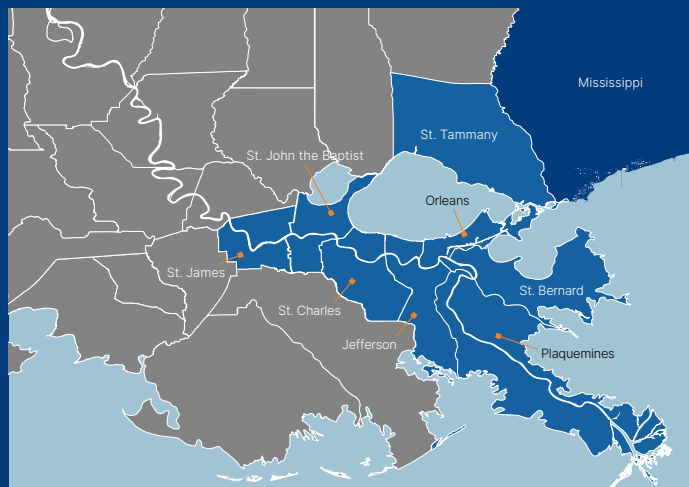 Mississippi
St. Tammany
St. John the Baptist
Orleans
St. James
St. Bernard
St. Charles
Jefferson
Plaquemines